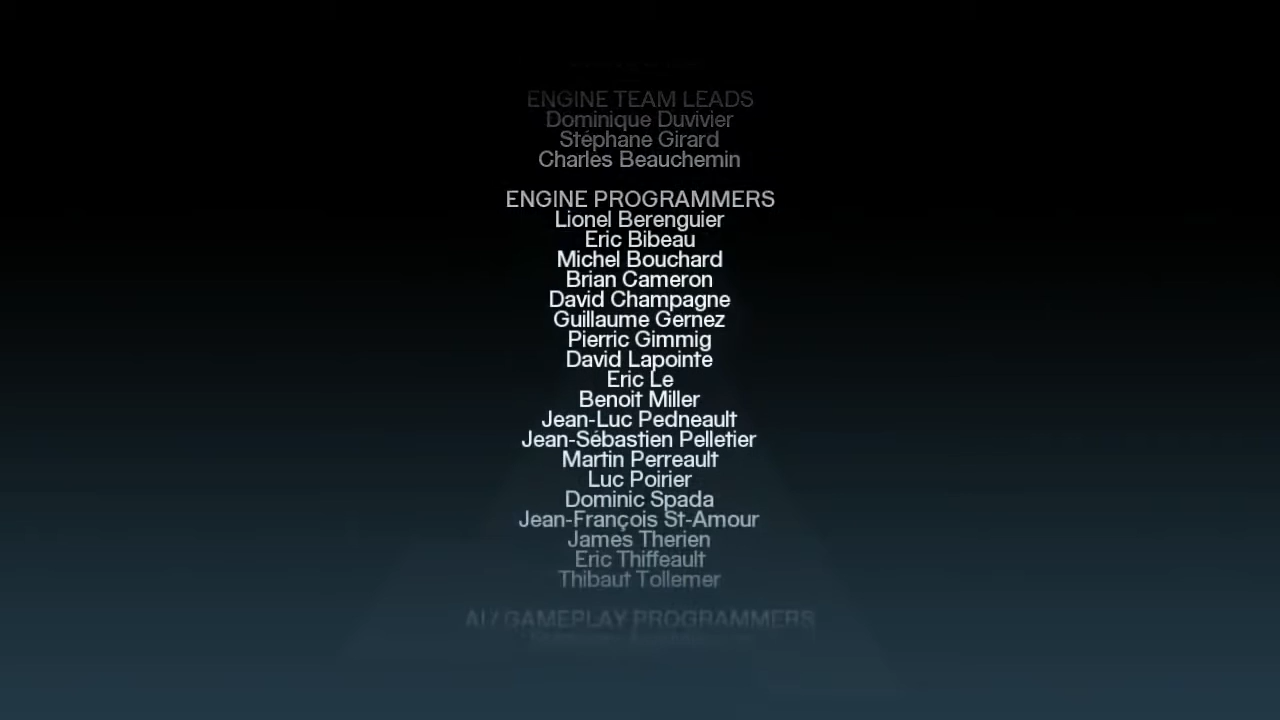 ENGINE TEAM LEADS
Dominique Duvivier
Stéphane Girard
Charles Beauchemin
ENGINE PROGRAMMERS
Lionel Berenguier
Eric Bibeau
Michel Bouchard
Brian Cameron
David Champagne
Guillaume Gernez
Pierric Gimmig
David Lapointe
Eric Le
Benoit Miller
Jean-Luc Pedneault
Jean-Sébastien Pelletier
Martin Perreault
Luc Poirier
Dominic Spada
Jean-François St-Amour
James Therien
Eric Thiffeault
Thibaut Tollemer
AI / GAMEPLAY PROGRAMMERS